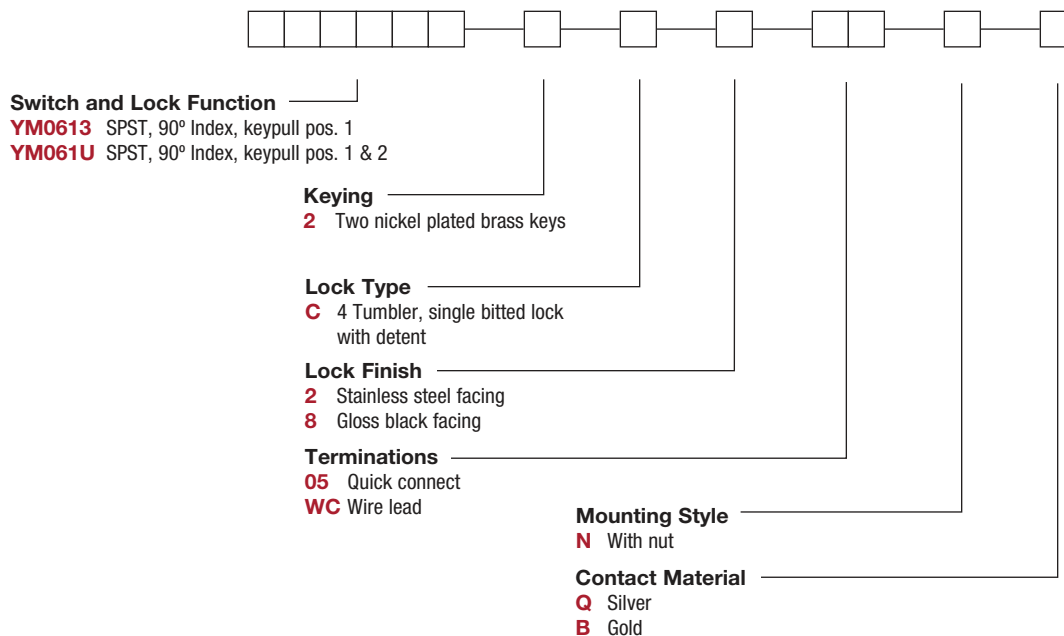 Switch and Lock Function
YM0613 SPST, 90º Index, keypull pos. 1
YM061U SPST, 90º Index, keypull pos. 1 & 2
Keying
2 Two nickel plated brass keys
Lock Type
C 4 Tumbler, single bitted lock
with detent
Lock Finish
2 Stainless steel facing
8 Gloss black facing
Terminations
05 Quick connect
WC Wire lead
Mounting Style
N With nut
Contact Material
Q Silver
B Gold